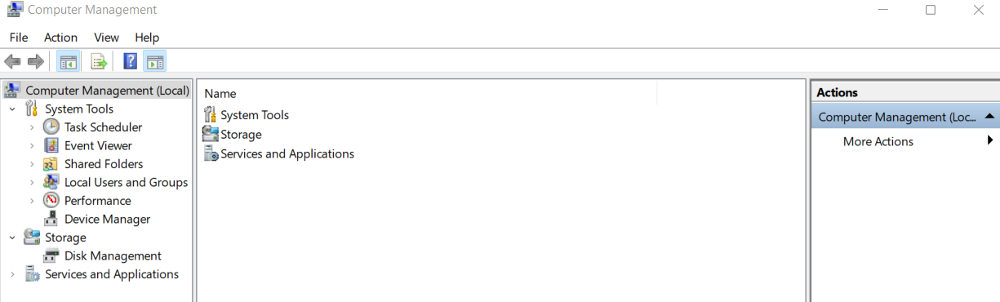 Computer Management
File Action View Help
Computer Management (Local)
System Tools
Task Scheduler
Event Viewer
Shared Folders
Local Users and Groups
Performance
Device Manager
Storage
Disk Management
Services and Applications
Name
System Tools
Storage
Services and Applications
Actions
Computer Management (Loc...
More Actions